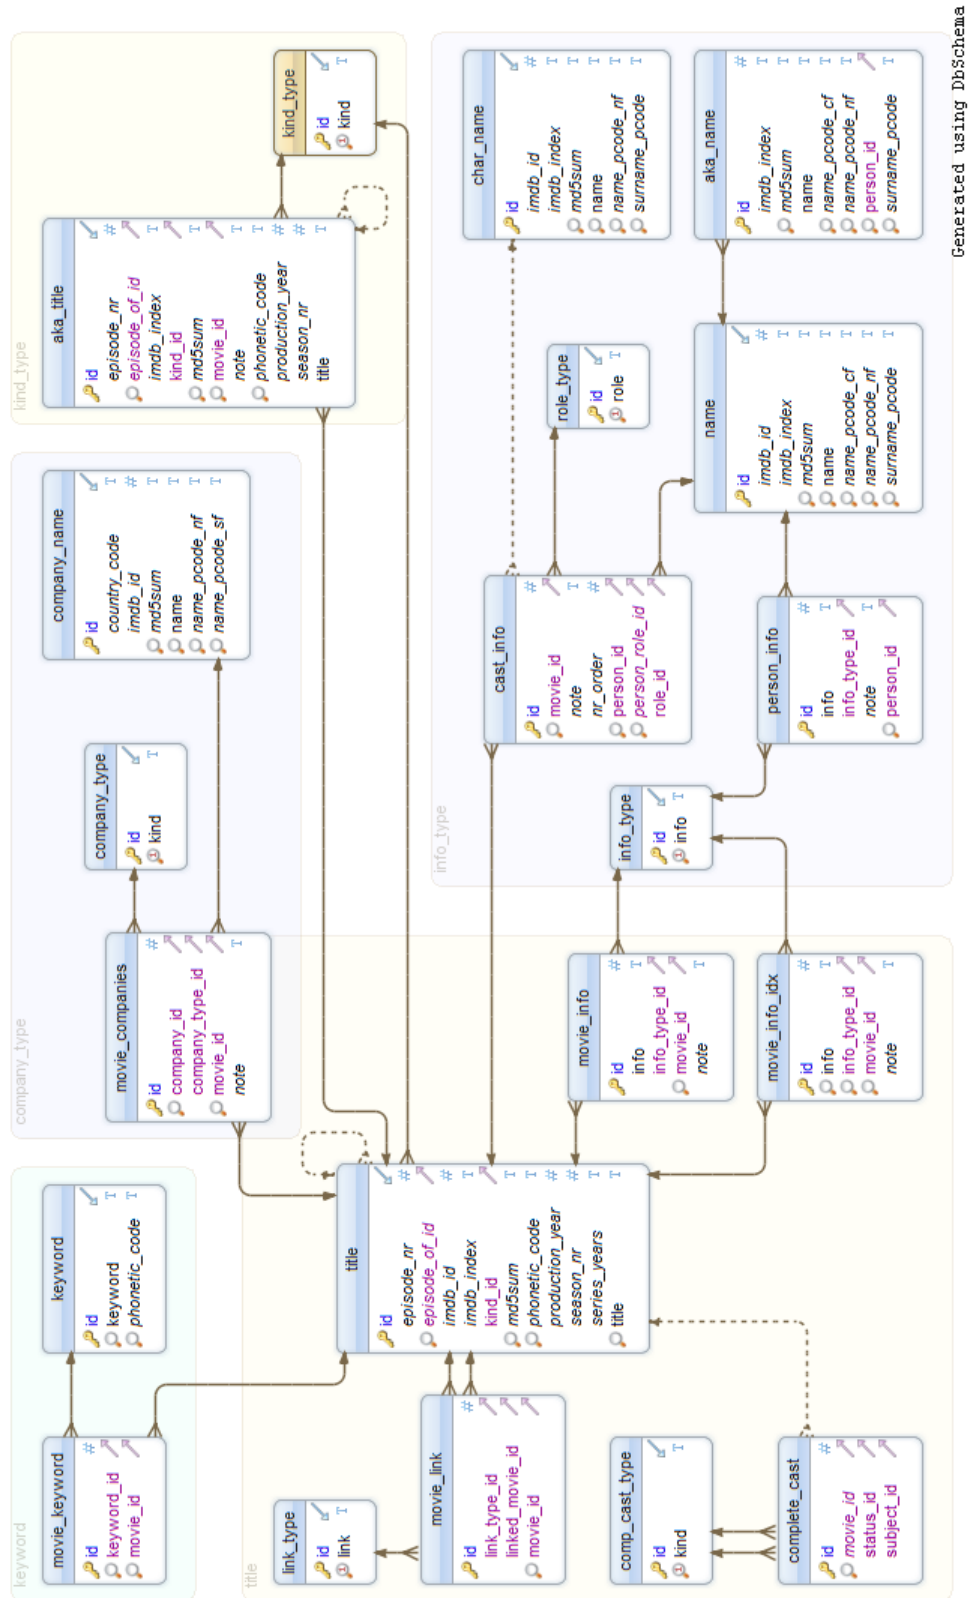 keyword
movie_keyword
id
keyword_id
movie_id
keyword
id
keyword
phonetic_code
company_type
movie_companies
id
company_id
company_type_id
movie_id
note
company_type
id
kind
company_name
id
country_code
imdb_id
md5sum
name
name_pcode_nf
name_pcode_sf
kind_type
aka_title
id
episode_nr
episode_of_id
imdb_index
kind_id
md5sum
movie_id
note
phonetic_code
production_year
season_nr
title
kind_type
id
kind
title
link_type
id
link
movie_link
id
link_type_id
linked_movie_id
movie_id
comp_cast_type
id
kind
complete_cast
id
movie_id
status_id
subject_id
title
id
episode_nr
episode_of_id
imdb_id
imdb_index
kind_id
md5sum
phonetic_code
production_year
season_nr
series_years
title
movie_info
id
info
info_type_id
movie_id
note
movie_info_idx
id
info
info_type_id
movie_id
note
info_type
info_type
id
info
cast_info
id
movie_id
note
nr_order
person_id
person_role_id
role_id
person_info
id
info
info_type_id
note
person_id
role_type
id
role
name
id
imdb_id
imdb_index
md5sum
name
name_pcode_cf
name_pcode_nf
surname_pcode
char_name
id
imdb_id
imdb_index
md5sum
name
name_pcode_nf
surname_pcode
aka_name
id
imdb_index
md5sum
name
name_pcode_cf
name_pcode_nf
person_id
surname_pcode
Generated using DbSchema